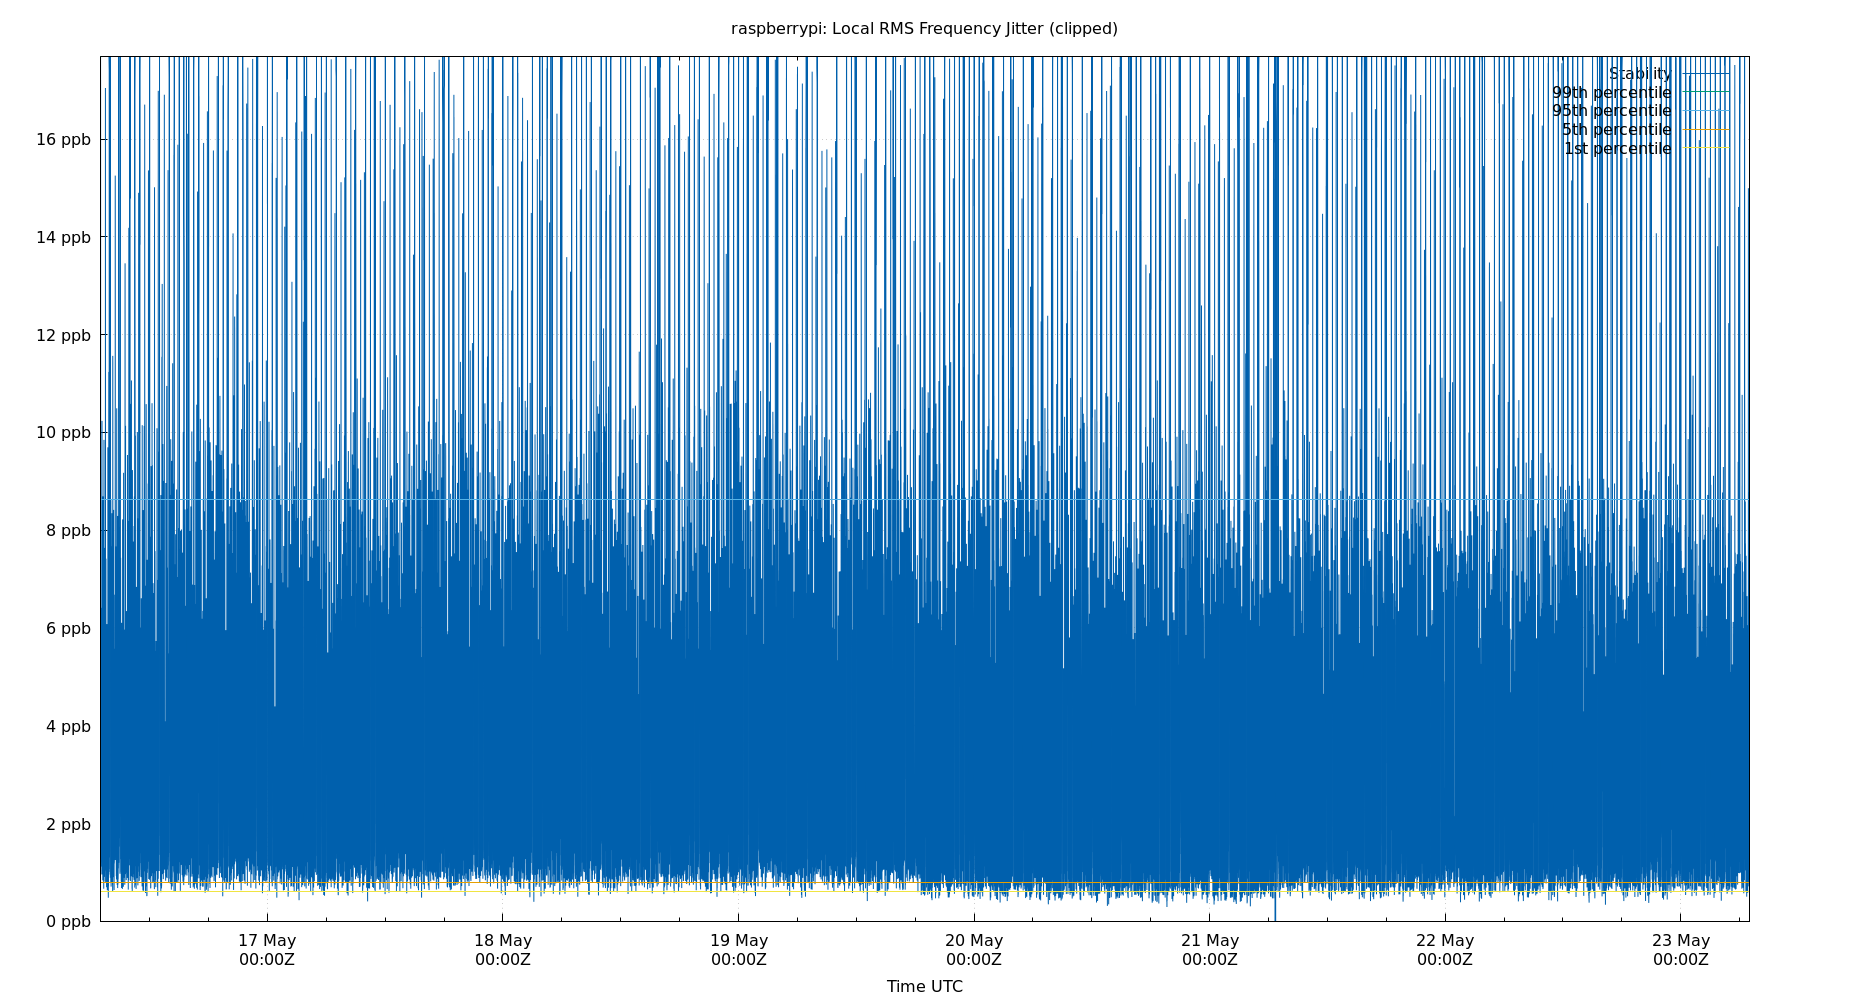 raspberrypi: Local RMS Frequency Jitter (clipped)
Stability
99th percentile
95th percentile
5th percentile
1st percentile
16 ppb
14 ppb
12 ppb
10 ppb
8 ppb
6 ppb
4 ppb
2 ppb
0 ppb
17 May 18 May 19 May 20 May 21 May 22 May 23 May
00:00Z 00:00Z 00:00Z 00:00Z 00:00Z 00:00Z 00:00Z
Time UTC